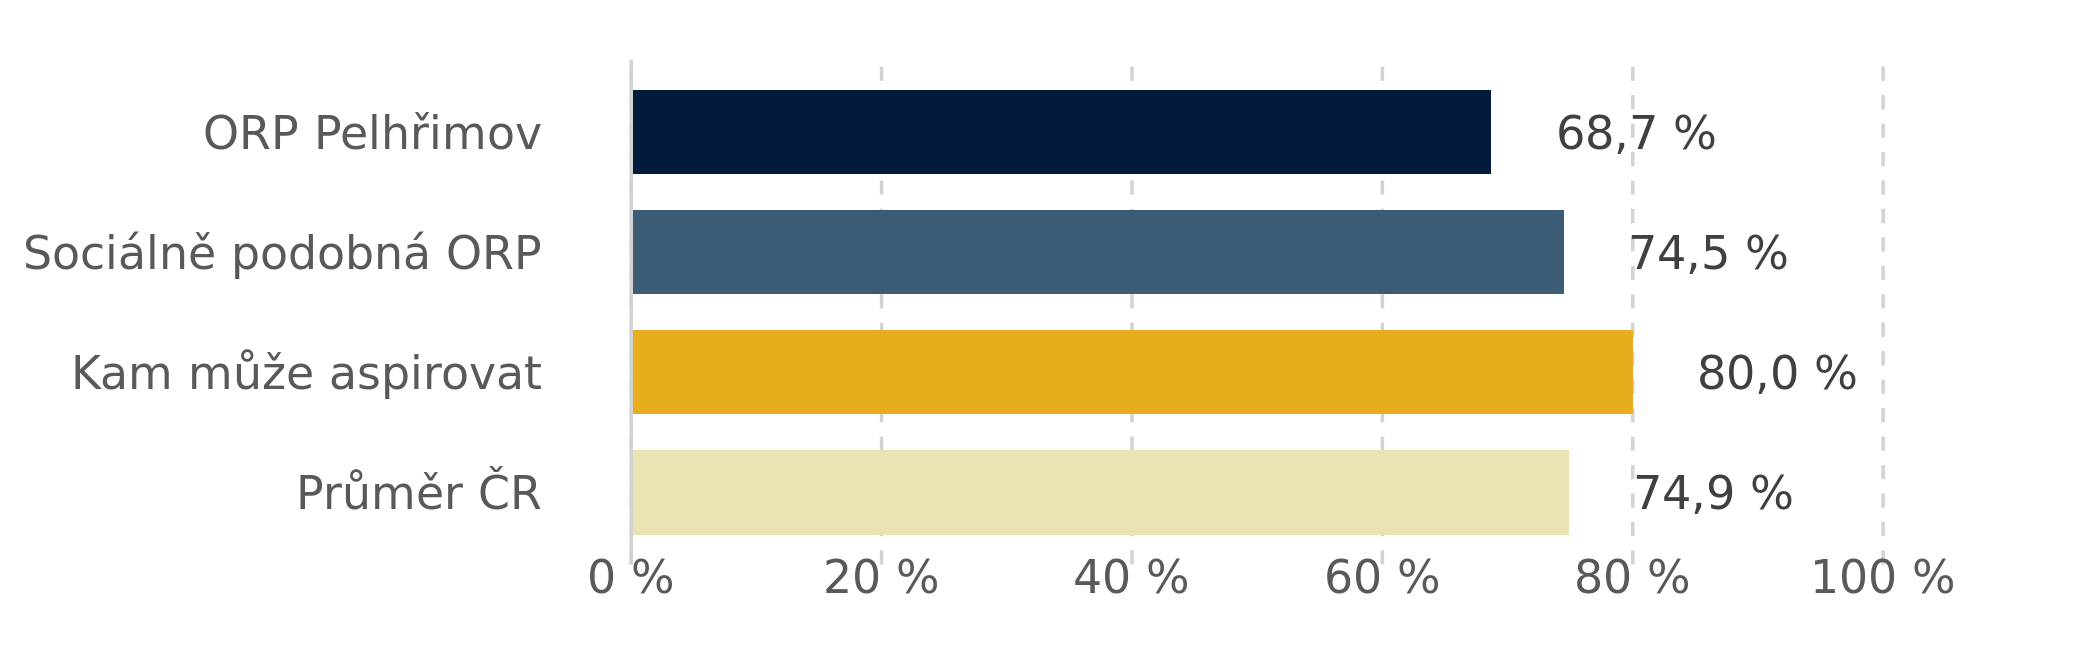 ORP Pelhřimov 68,7 %
Sociálně podobná ORP 74,5 %
Kam může aspirovat 80,0 %
Průměr ČR 74,9 %
0 % 20 % 40 % 60 % 80 % 100 %